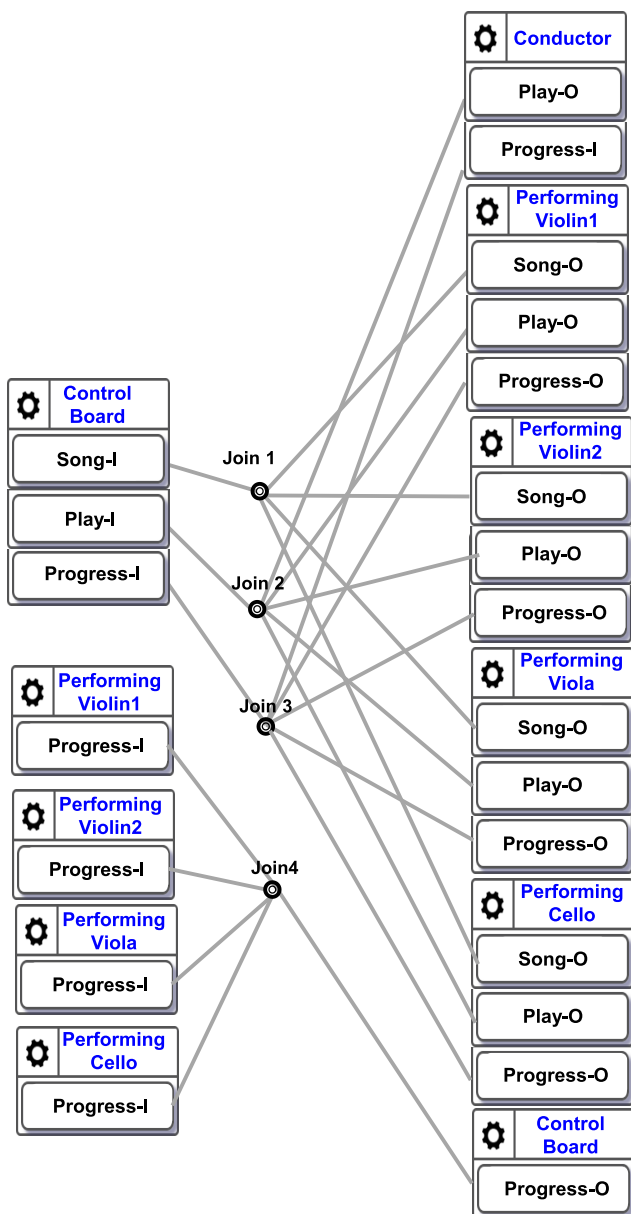 Conductor
Play-O
Progress-I
Performing
Violin1
Song-O
Play-O
Progress-O
Performing
Violin2
Song-O
Play-O
Progress-O
Performing
Viola
Song-O
Play-O
Progress-O
Performing
Cello
Song-O
Play-O
Progress-O
Control
Board
Progress-O
Control
Board
Song-I
Play-I
Progress-I
Performing
Violin1
Progress-I
Performing
Violin2
Progress-I
Performing
Viola
Progress-I
Performing
Cello
Progress-I
Join 1
Join 2
Join 3
Join4